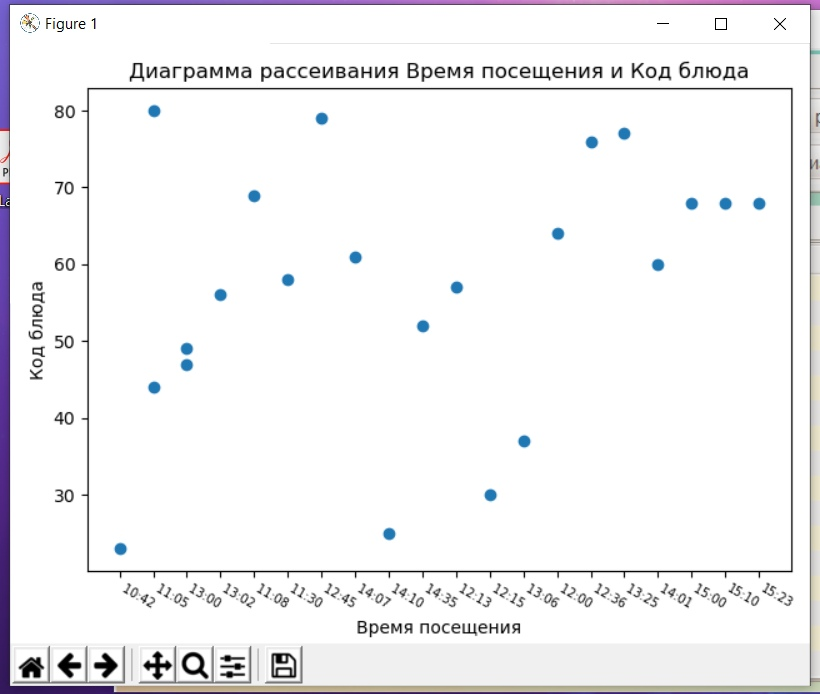 Figure 1
Диаграмма рассеивания Время посещения и Код блюда
80
70
60
50
40
30
Код блюда
10:42 11:05 13:00 13:02 11:08 11:30 12:45 14:07 14:10 14:35 12:13 12:15 13:06 12:00 12:36 13:25 14:01 15:00 15:10 15:23
Время посещения